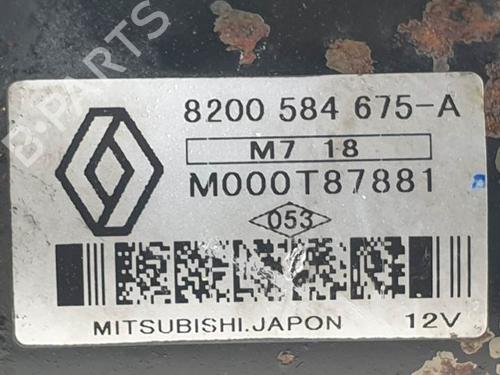 B-PARTS
8200 584 675-A
M7 18
M000T87881
053
MITSUBISHI.JAPON 12V